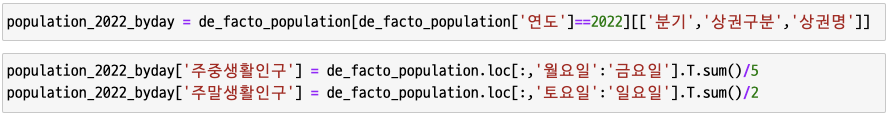 population_2022_byday = de_facto_population[de_facto_population['연도']==2022][['분기','상권구분','상권명']]
population_2022_byday['주중생활인구'] = de_facto_population.loc[:,'월요일':'금요일'].T.sum()/5
population_2022_byday['주말생활인구'] = de_facto_population.loc[:,'토요일':'일요일'].T.sum()/2